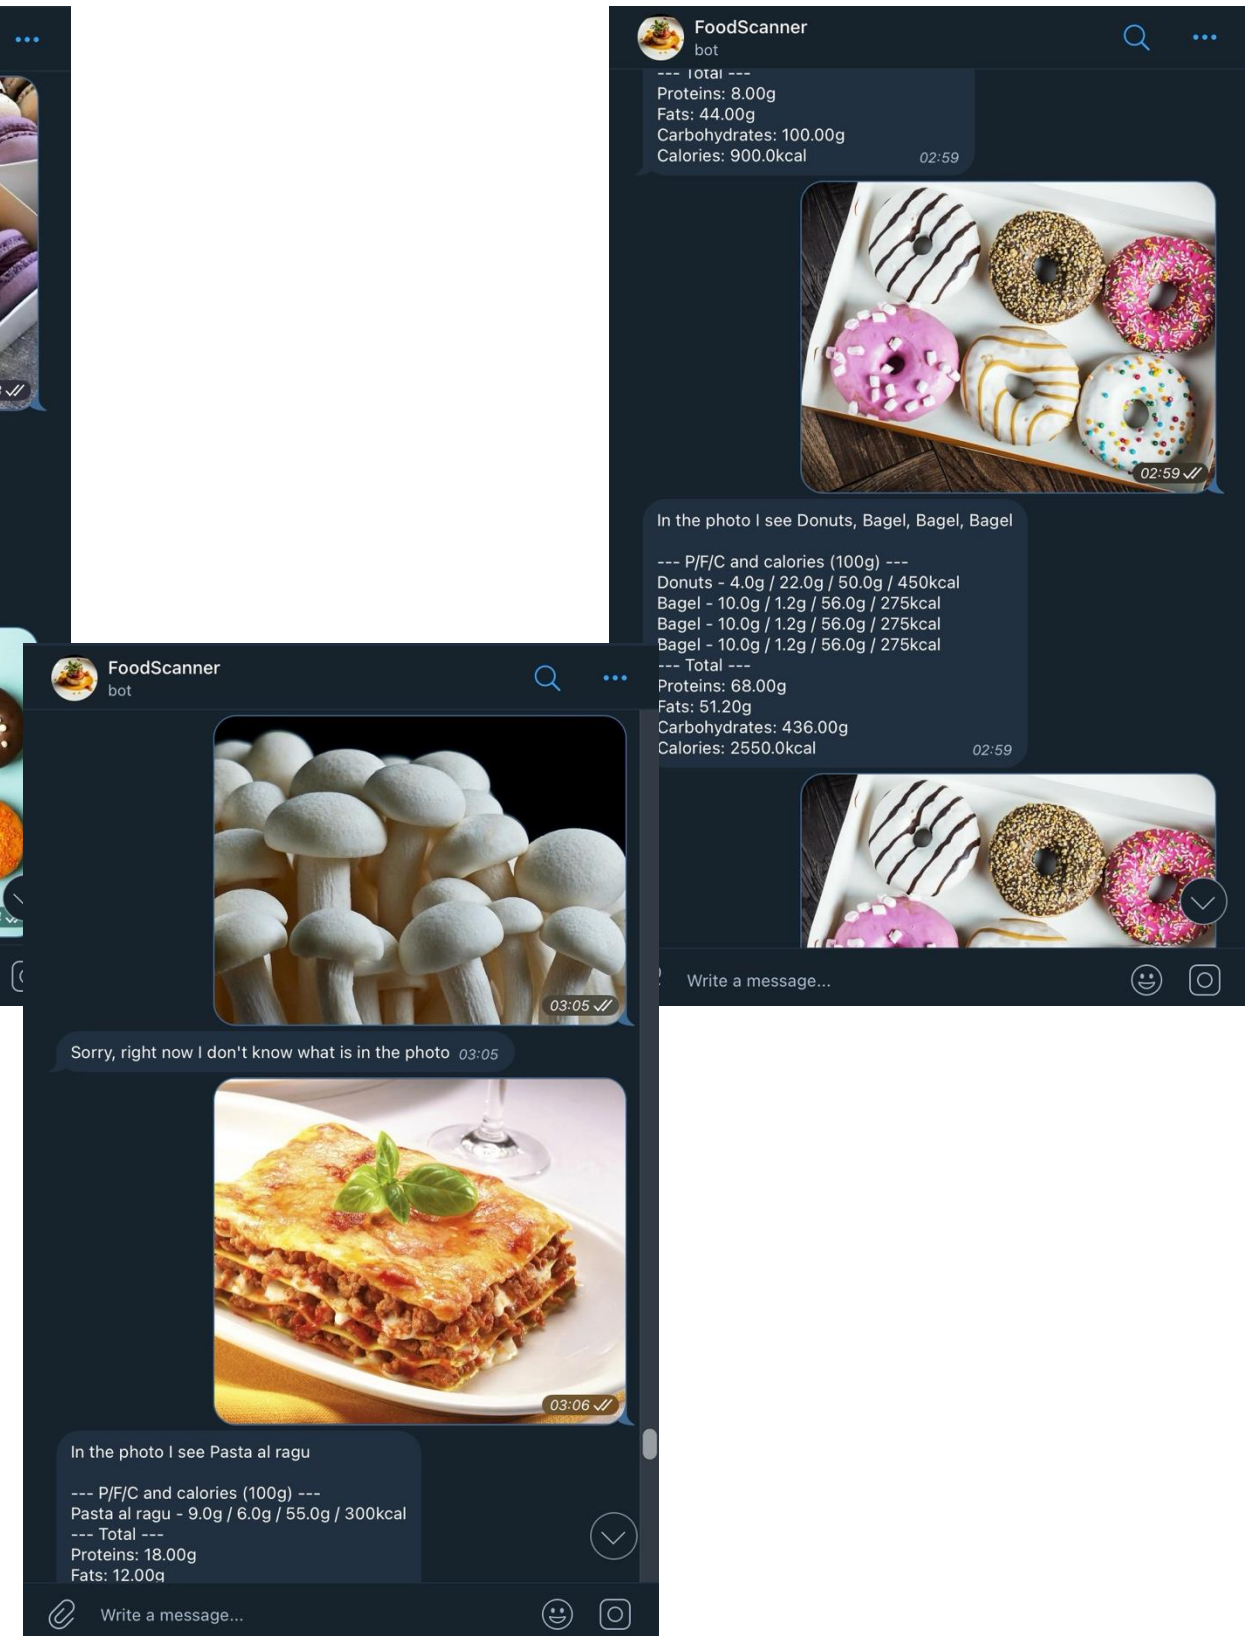 FoodScanner
bot
--- Total ---
Proteins: 8.00g
Fats: 44.00g
Carbohydrates: 100.00g
Calories: 900.0kcal
02:59
02:59
In the photo I see Donuts, Bagel, Bagel, Bagel
--- P/F/C and calories (100g) ---
Donuts - 4.0g / 22.0g / 50.0g / 450kcal
Bagel - 10.0g / 1.2g / 56.0g / 275kcal
Bagel - 10.0g / 1.2g / 56.0g / 275kcal
Bagel - 10.0g / 1.2g / 56.0g / 275kcal
--- Total ---
Proteins: 68.00g
Fats: 51.20g
Carbohydrates: 436.00g
Calories: 2550.0kcal
02:59
Write a message...
FoodScanner
bot
03:05
Sorry, right now I don't know what is in the photo 03:05
03:06
In the photo I see Pasta al ragu
--- P/F/C and calories (100g) ---
Pasta al ragu - 9.0g / 6.0g / 55.0g / 300kcal
--- Total ---
Proteins: 18.00g
Fats: 12.00g
Write a message...